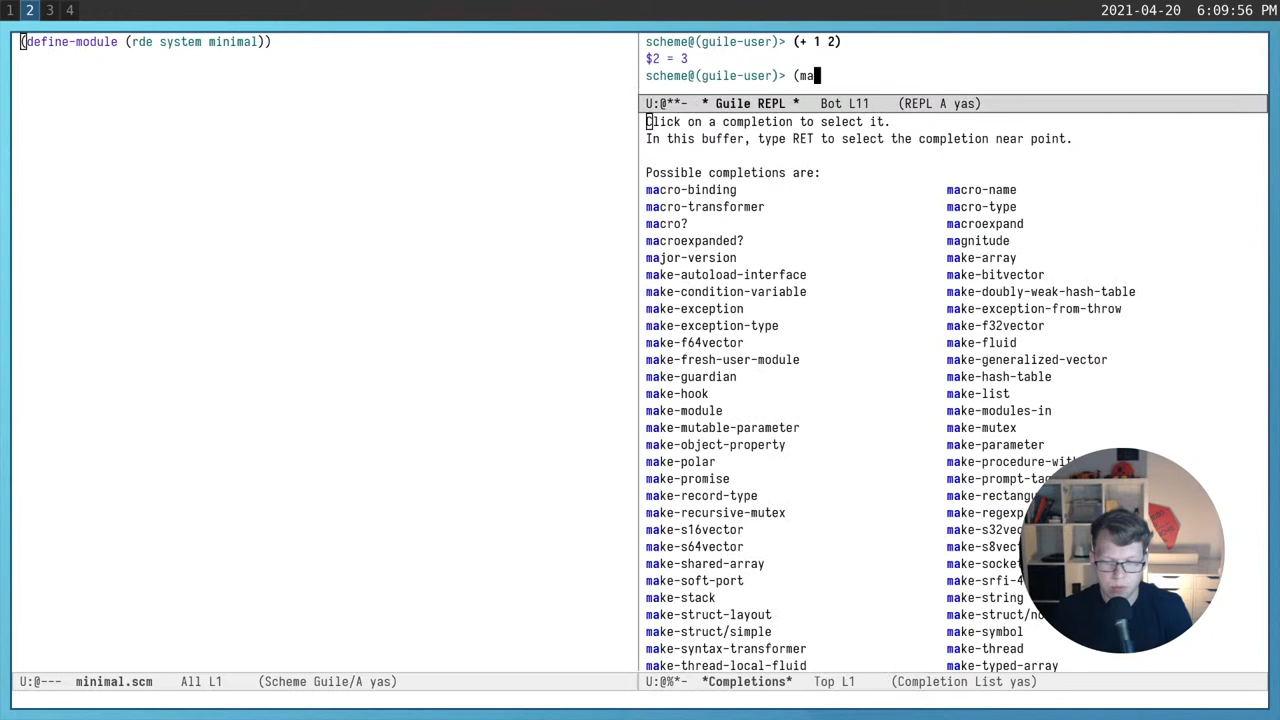 1 2 3 4
2021-04-20 6:09:56 PM
(define-module (rde system minimal))
scheme@(guile-user)> (+ 1 2)
$2 = 3
scheme@(guile-user)> (ma
U:@**- * Guile REPL * Bot L11 (REPL A yas)
Click on a completion to select it.
In this buffer, type RET to select the completion near point.
Possible completions are:
macro-binding macro-name
macro-transformer macro-type
macro? macroexpand
macroexpanded? magnitude
major-version make-array
make-autoload-interface make-bitvector
make-condition-variable make-doubly-weak-hash-table
make-exception make-exception-from-throw
make-exception-type make-f32vector
make-f64vector make-fluid
make-fresh-user-module make-generalized-vector
make-guardian make-hash-table
make-hook make-list
make-module make-modules-in
make-mutable-parameter make-mutex
make-object-property make-parameter
make-polar make-procedure-with
make-promise make-prompt-tag
make-record-type make-rectangu
make-recursive-mutex make-regexp
make-s16vector make-s32vec
make-s64vector make-s8vect
make-shared-array make-socket
make-soft-port make-srfi-4
make-stack make-string
make-struct-layout make-struct/no
make-struct/simple make-symbol
make-syntax-transformer make-thread
make-thread-local-fluid make-typed-array
U:@--- minimal.scm All L1 (Scheme Guile/A yas)
U:@%*- *Completions* Top L1 (Completion List yas)